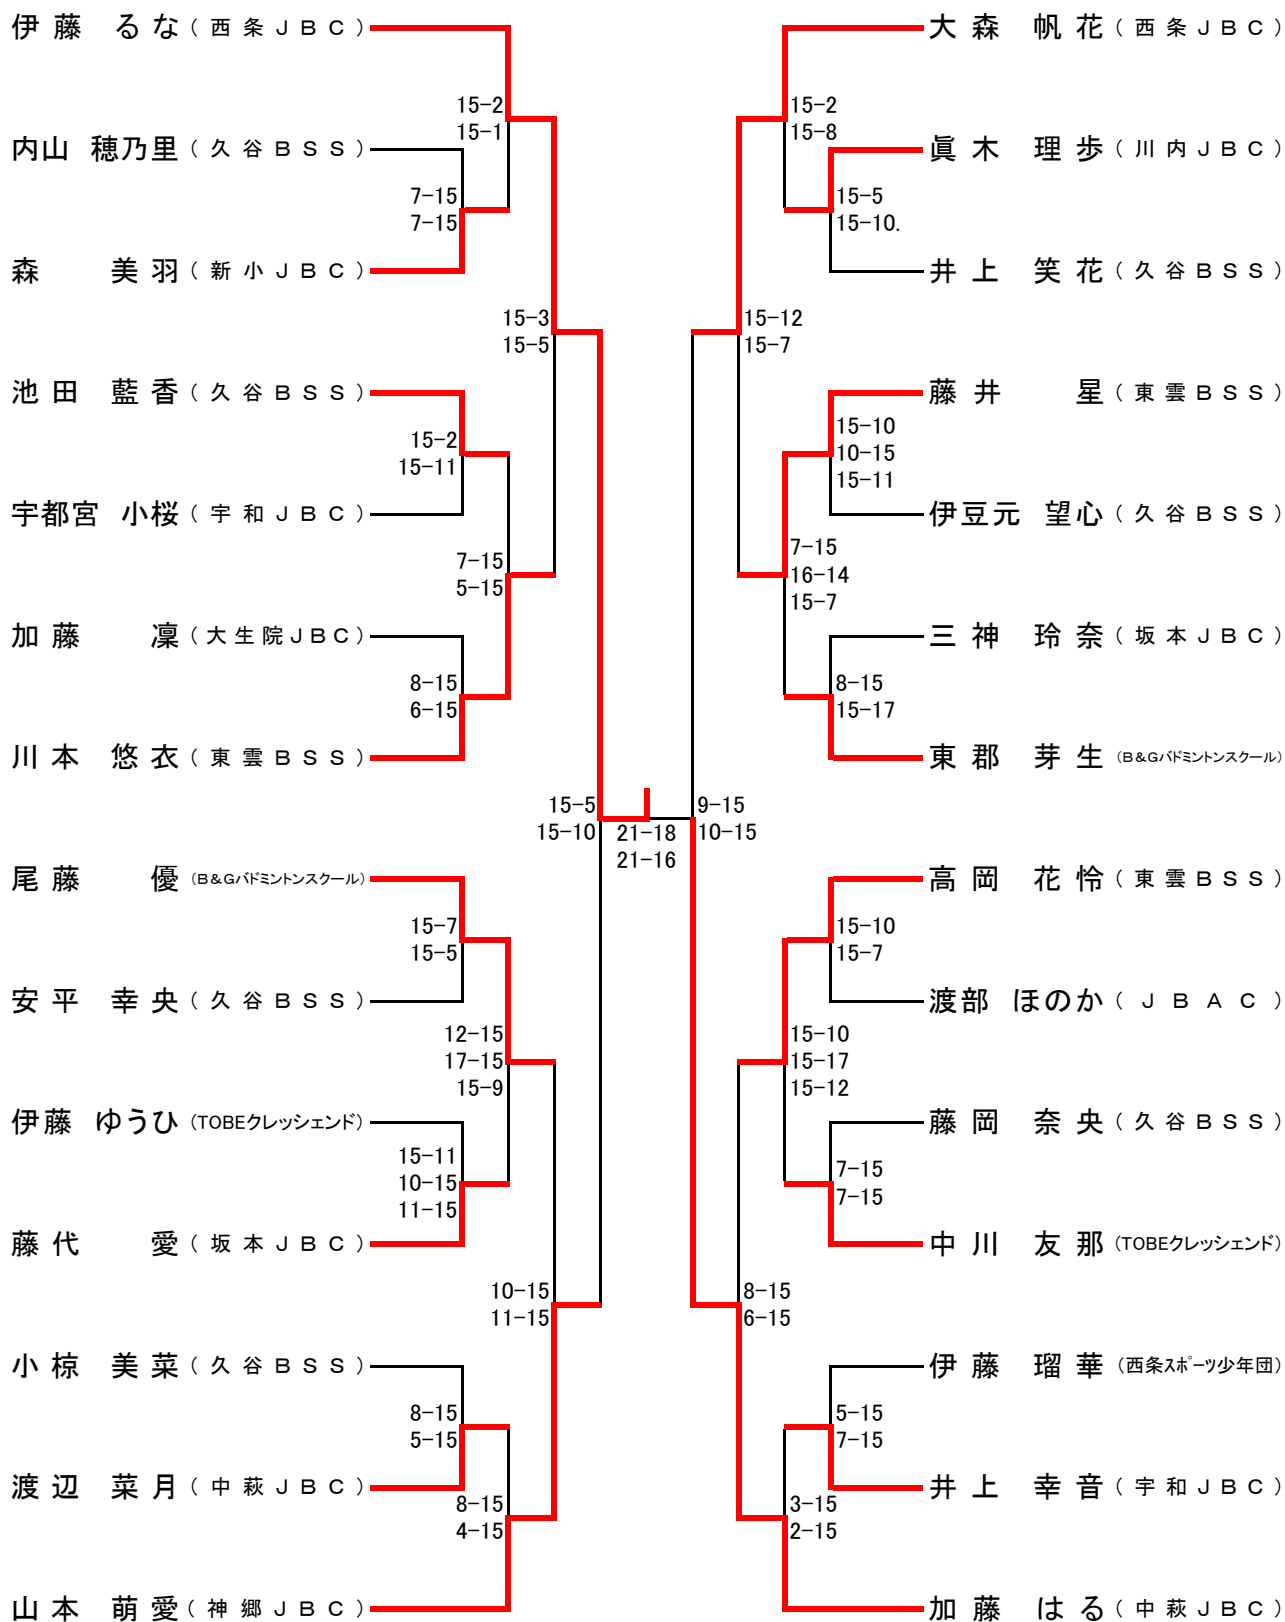 伊藤 るな（西条ＪＢＣ）
15-2
15-1
内山 穂乃里（久谷ＢＳＳ）
7-15
7-15
森 美羽（新小ＪＢＣ）
15-3
15-5
池田 藍香（久谷ＢＳＳ）
15-2
15-11
宇都宮 小桜（宇和ＪＢＣ）
7-15
5-15
加藤 凜（大生院ＪＢＣ）
8-15
6-15
川本 悠衣（東雲ＢＳＳ）
15-5
15-10
尾藤 優（B&Gバドミントンスクール）
15-7
15-5
安平 幸央（久谷ＢＳＳ）
12-15
17-15
15-9
伊藤 ゆうひ（TOBEクレッシェンド）
15-11
10-15
11-15
藤代 愛（坂本ＪＢＣ）
10-15
11-15
小椋 美菜（久谷ＢＳＳ）
8-15
5-15
渡辺 菜月（中萩ＪＢＣ）
8-15
4-15
山本 萌愛（神郷ＪＢＣ）
21-18
21-16
大森 帆花（西条ＪＢＣ）
15-2
15-8
眞木 理歩（川内ＪＢＣ）
15-5
15-10.
井上 笑花（久谷ＢＳＳ）
15-12
15-7
藤井 星（東雲ＢＳＳ）
15-10
10-15
15-11
伊豆元 望心（久谷ＢＳＳ）
7-15
16-14
15-7
三神 玲奈（坂本ＪＢＣ）
8-15
15-17
東郡 芽生（B&Gバドミントンスクール）
9-15
10-15
高岡 花怜（東雲ＢＳＳ）
15-10
15-7
渡部 ほのか（ＪＢＡＣ）
15-10
15-17
15-12
藤岡 奈央（久谷ＢＳＳ）
7-15
7-15
中川 友那（TOBEクレッシェンド）
8-15
6-15
伊藤 瑠華（西条ｽﾎﾟｰﾂ少年団）
5-15
7-15
井上 幸音（宇和ＪＢＣ）
3-15
2-15
加藤 はる（中萩ＪＢＣ）